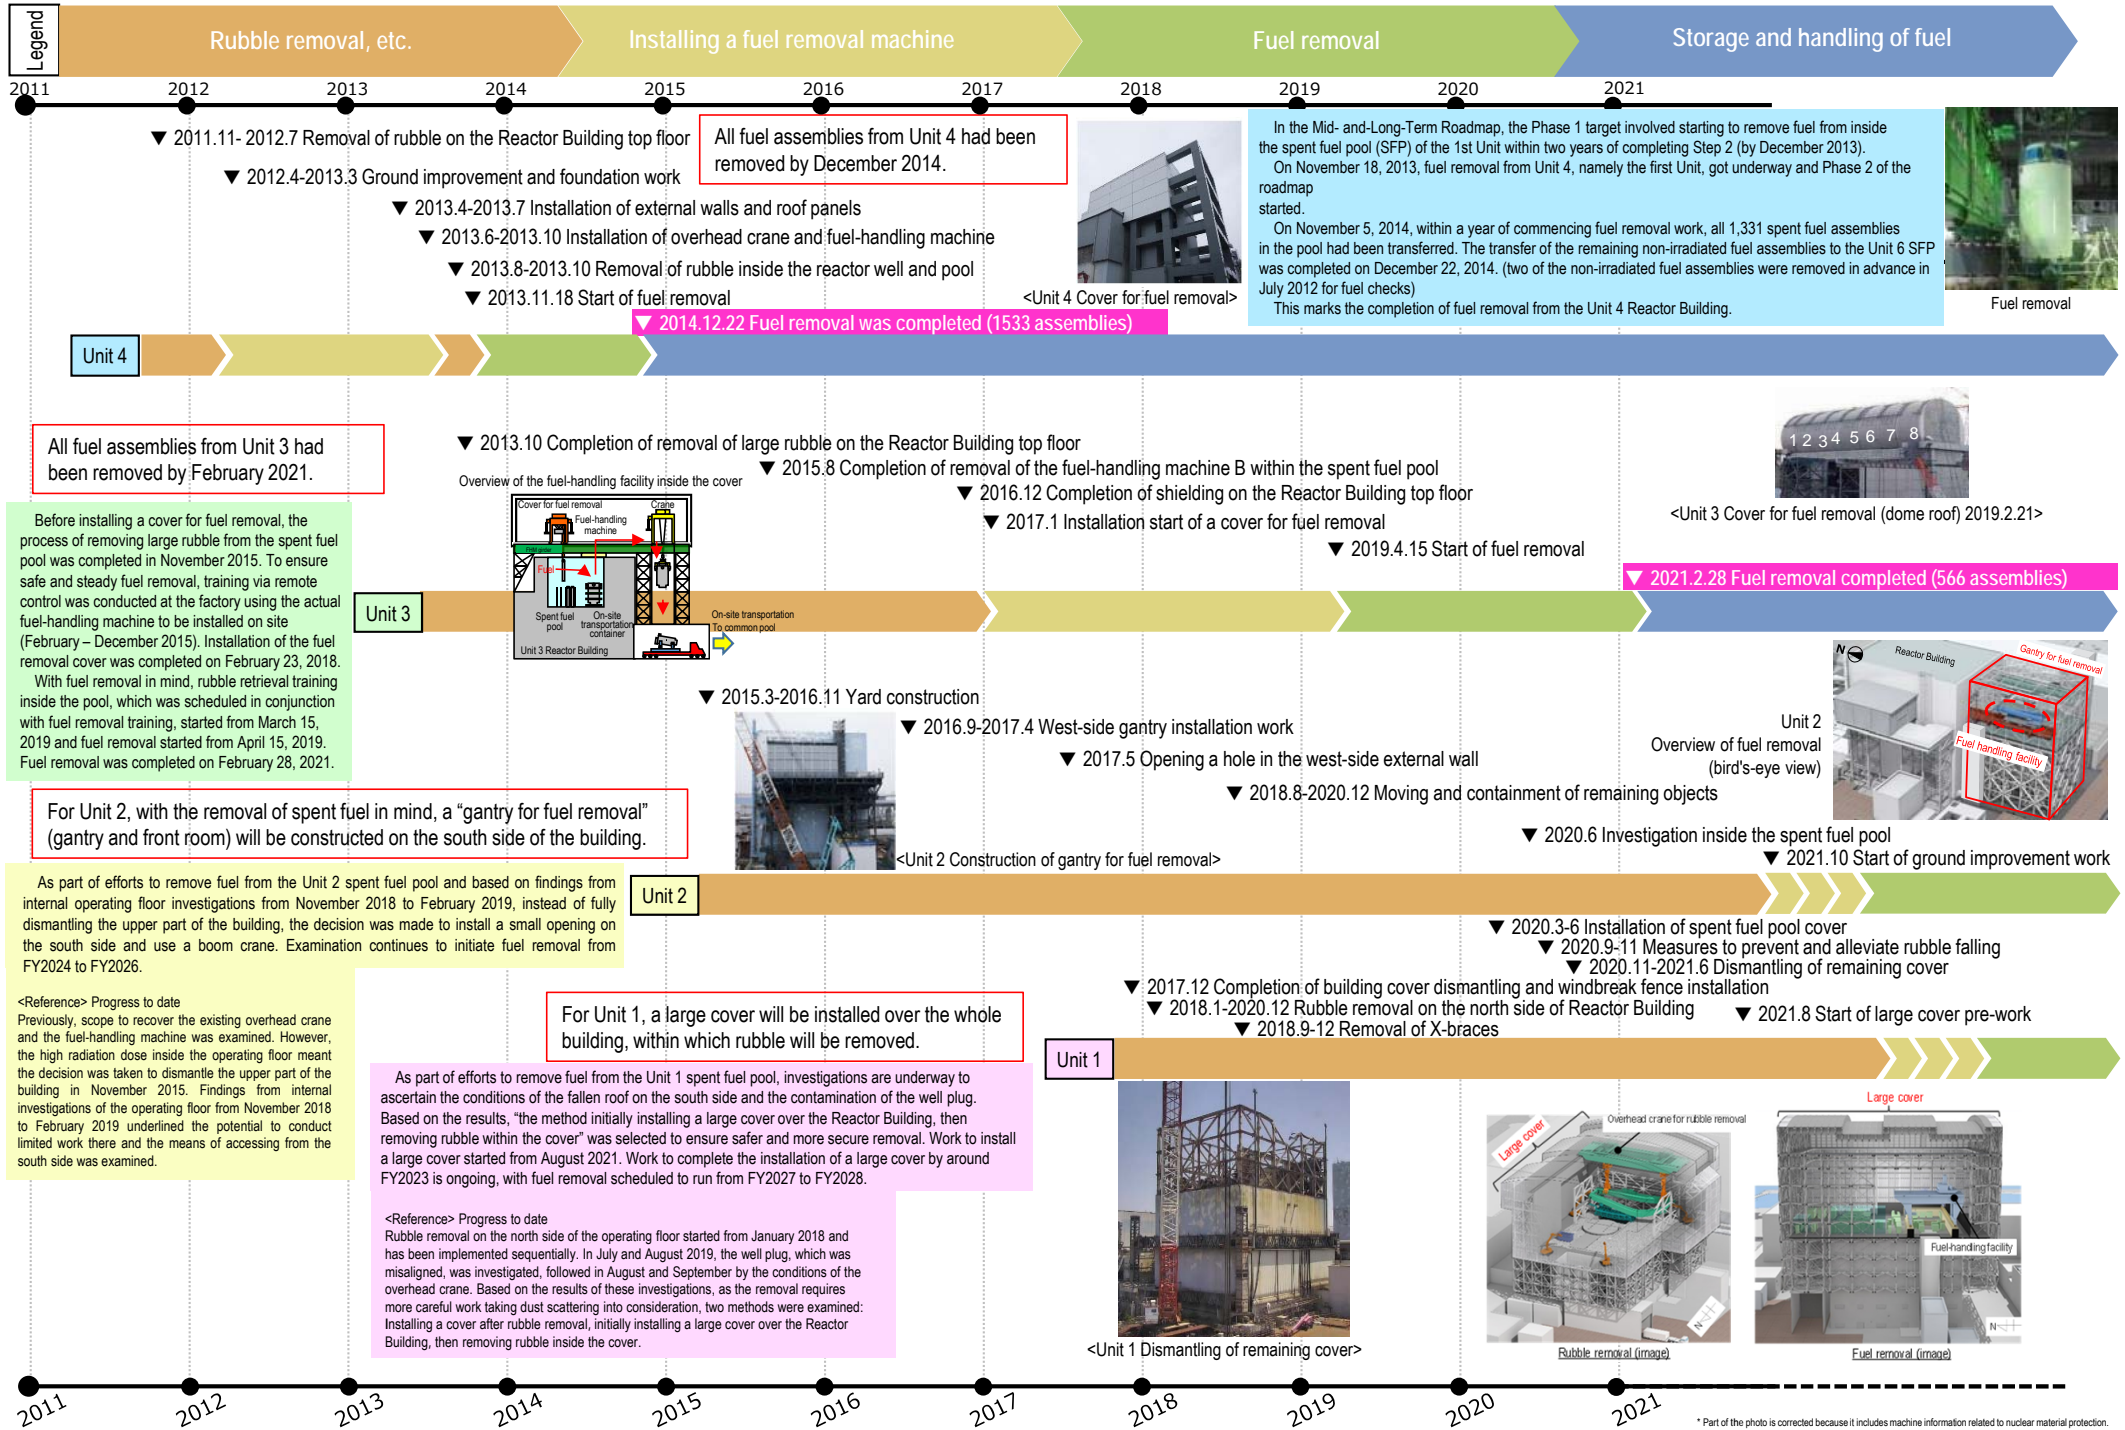 Legend
Rubble removal, etc.
Installing a fuel removal machine
Fuel removal
Storage and handling of fuel
2011 2012 2013 2014 2015 2016 2017 2018 2019 2020 2021
▼ 2011.11- 2012.7 Removal of rubble on the Reactor Building top floor
▼ 2012.4-2013.3 Ground improvement and foundation work
▼ 2013.4-2013.7 Installation of external walls and roof panels
▼ 2013.6-2013.10 Installation of overhead crane and fuel-handling machine
▼ 2013.8-2013.10 Removal of rubble inside the reactor well and pool
▼ 2013.11.18 Start of fuel removal
▼ 2014.12.22 Fuel removal was completed (1533 assemblies)
All fuel assemblies from Unit 4 had been
removed by December 2014.
<Unit 4 Cover for fuel removal>
In the Mid- and-Long-Term Roadmap, the Phase 1 target involved starting to remove fuel from inside
the spent fuel pool (SFP) of the 1st Unit within two years of completing Step 2 (by December 2013).
On November 18, 2013, fuel removal from Unit 4, namely the first Unit, got underway and Phase 2 of the
roadmap
started.
On November 5, 2014, within a year of commencing fuel removal work, all 1,331 spent fuel assemblies
in the pool had been transferred. The transfer of the remaining non-irradiated fuel assemblies to the Unit 6 SFP
was completed on December 22, 2014. (two of the non-irradiated fuel assemblies were removed in advance in
July 2012 for fuel checks)
This marks the completion of fuel removal from the Unit 4 Reactor Building.
Fuel removal
Unit 4
All fuel assemblies from Unit 3 had
been removed by February 2021.
▼ 2013.10 Completion of removal of large rubble on the Reactor Building top floor
▼ 2015.8 Completion of removal of the fuel-handling machine B within the spent fuel pool
▼ 2016.12 Completion of shielding on the Reactor Building top floor
▼ 2017.1 Installation start of a cover for fuel removal
▼ 2019.4.15 Start of fuel removal
▼ 2021.2.28 Fuel removal completed (566 assemblies)
1 2 3 4 5 6 7 8
<Unit 3 Cover for fuel removal (dome roof) 2019.2.21>
Overview of the fuel-handling facility inside the cover
Cover for fuel removal
Crane
Fuel-handling
machine
FHM girder
Fuel
Spent fuel
pool
On-site
transportation
container
Unit 3 Reactor Building
On-site transportation
To common pool
Before installing a cover for fuel removal, the
process of removing large rubble from the spent fuel
pool was completed in November 2015. To ensure
safe and steady fuel removal, training via remote
control was conducted at the factory using the actual
fuel-handling machine to be installed on site
(February – December 2015). Installation of the fuel
removal cover was completed on February 23, 2018.
With fuel removal in mind, rubble retrieval training
inside the pool, which was scheduled in conjunction
with fuel removal training, started from March 15,
2019 and fuel removal started from April 15, 2019.
Fuel removal was completed on February 28, 2021.
Unit 3
▼ 2015.3-2016.11 Yard construction
▼ 2016.9-2017.4 West-side gantry installation work
▼ 2017.5 Opening a hole in the west-side external wall
▼ 2018.8-2020.12 Moving and containment of remaining objects
▼ 2020.6 Investigation inside the spent fuel pool
▼ 2021.10 Start of ground improvement work
Unit 2
Overview of fuel removal
(bird's-eye view)
N
Reactor Building
Gantry for fuel removal
Fuel handling facility
<Unit 2 Construction of gantry for fuel removal>
For Unit 2, with the removal of spent fuel in mind, a “gantry for fuel removal”
(gantry and front room) will be constructed on the south side of the building.
As part of efforts to remove fuel from the Unit 2 spent fuel pool and based on findings from
internal operating floor investigations from November 2018 to February 2019, instead of fully
dismantling the upper part of the building, the decision was made to install a small opening on
the south side and use a boom crane. Examination continues to initiate fuel removal from
FY2024 to FY2026.
<Reference> Progress to date
Previously, scope to recover the existing overhead crane
and the fuel-handling machine was examined. However,
the high radiation dose inside the operating floor meant
the decision was taken to dismantle the upper part of the
building in November 2015. Findings from internal
investigations of the operating floor from November 2018
to February 2019 underlined the potential to conduct
limited work there and the means of accessing from the
south side was examined.
Unit 2
▼ 2020.3-6 Installation of spent fuel pool cover
▼ 2020.9-11 Measures to prevent and alleviate rubble falling
▼ 2020.11-2021.6 Dismantling of remaining cover
▼ 2017.12 Completion of building cover dismantling and windbreak fence installation
▼ 2018.1-2020.12 Rubble removal on the north side of Reactor Building
▼ 2018.9-12 Removal of X-braces
▼ 2021.8 Start of large cover pre-work
For Unit 1, a large cover will be installed over the whole
building, within which rubble will be removed.
Unit 1
As part of efforts to remove fuel from the Unit 1 spent fuel pool, investigations are underway to
ascertain the conditions of the fallen roof on the south side and the contamination of the well plug.
Based on the results, “the method initially installing a large cover over the Reactor Building, then
removing rubble within the cover” was selected to ensure safer and more secure removal. Work to install
a large cover started from August 2021. Work to complete the installation of a large cover by around
FY2023 is ongoing, with fuel removal scheduled to run from FY2027 to FY2028.
<Reference> Progress to date
Rubble removal on the north side of the operating floor started from January 2018 and
has been implemented sequentially. In July and August 2019, the well plug, which was
misaligned, was investigated, followed in August and September by the conditions of the
overhead crane. Based on the results of these investigations, as the removal requires
more careful work taking dust scattering into consideration, two methods were examined:
Installing a cover after rubble removal, initially installing a large cover over the Reactor
Building, then removing rubble inside the cover.
<Unit 1 Dismantling of remaining cover>
Large cover
Overhead crane for rubble removal
N
Rubble removal (image)
Large cover
Fuel-handling facility
N
Fuel removal (image)
2011 2012 2013 2014 2015 2016 2017 2018 2019 2020 2021
* Part of the photo is corrected because it includes machine information related to nuclear material protection.